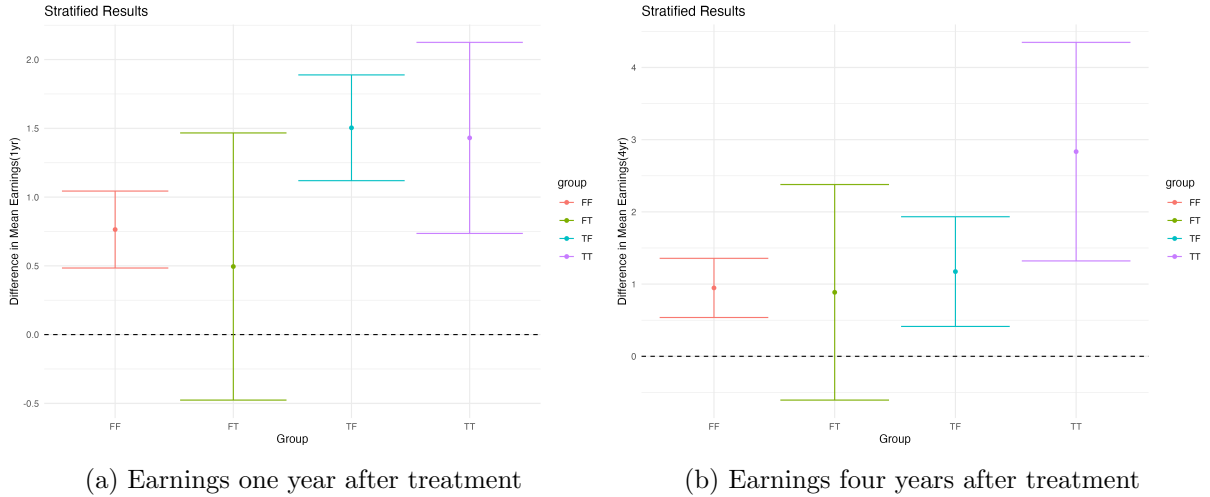 Stratified Results
Difference in Mean Earnings(1yr)
2.0
1.5
1.0
0.5
0.0
-0.5
FF
FT
TF
TT
Group
group
FF
FT
TF
TT
(a) Earnings one year after treatment
Stratified Results
Difference in Mean Earnings(4yr)
4
3
2
1
0
FF
FT
TF
TT
Group
group
FF
FT
TF
TT
(b) Earnings four years after treatment